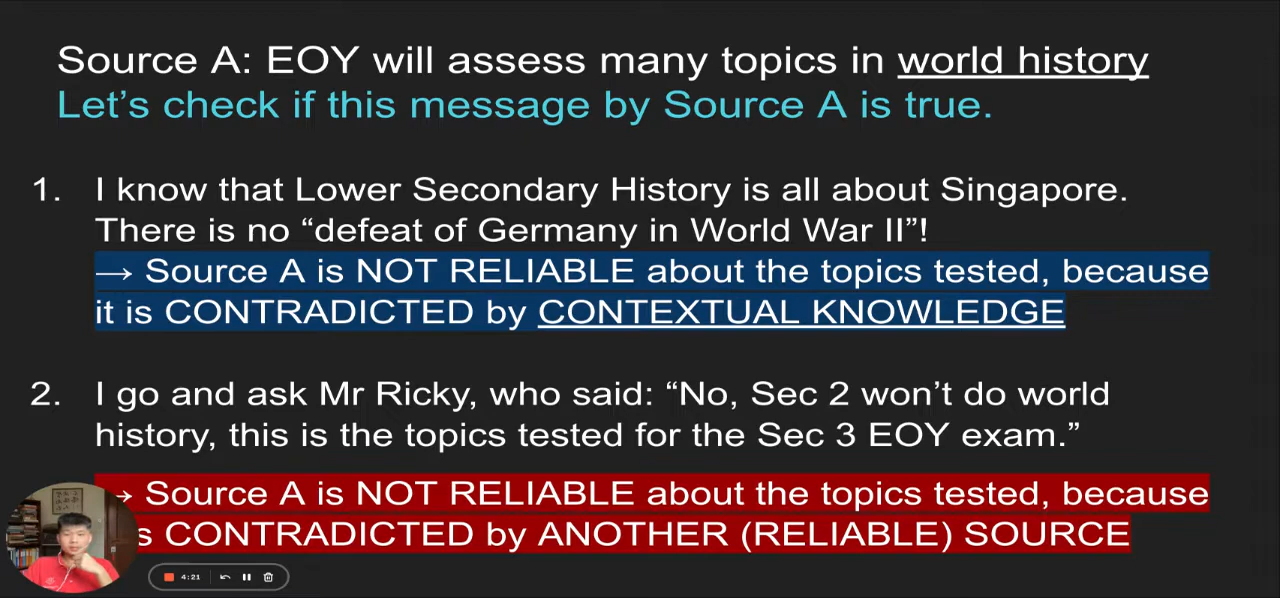 Source A: EOY will assess many topics in world history
Let's check if this message by Source A is true.
1. I know that Lower Secondary History is all about Singapore.
There is no “defeat of Germany in World War II”!
→ Source A is NOT RELIABLE about the topics tested, because
it is CONTRADICTED by CONTEXTUAL KNOWLEDGE
2. I go and ask Mr Ricky, who said: “No, Sec 2 won't do world
history, this is the topics tested for the Sec 3 EOY exam.”
→ Source A is NOT RELIABLE about the topics tested, because
s CONTRADICTED by ANOTHER (RELIABLE) SOURCE
4:21